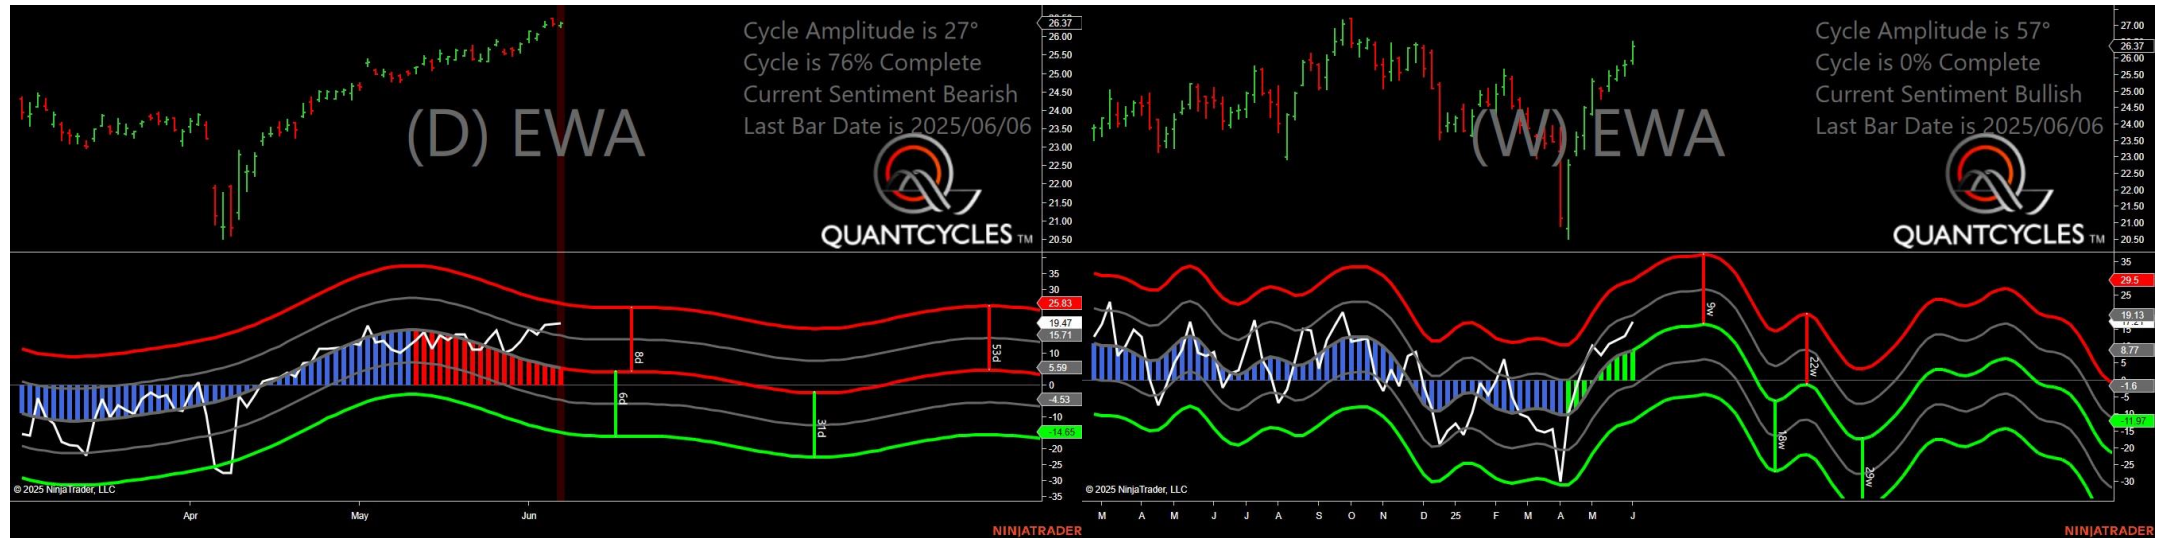 Cycle Amplitude is 27°
Cycle is 76% Complete
Current Sentiment Bearish
Last Bar Date is 2025/06/06
(D) EWA
QUANTCYCLES TM
26.37
26.00
25.50
25.00
24.50
24.00
23.50
23.00
22.50
22.00
21.50
21.00
20.50
35
30
25.83
19.47
15.71
10
5.59
0
-4.53
-10
-14.65
-20
-25
-30
-35
8d
6d
31d
53d
© 2025 NinjaTrader, LLC
Apr May Jun
NINJATRADER
Cycle Amplitude is 57°
Cycle is 0% Complete
Current Sentiment Bullish
Last Bar Date is 2025/06/06
(W) EWA
QUANTCYCLES TM
27.00
26.37
26.00
25.50
25.00
24.50
24.00
23.50
23.00
22.50
22.00
21.50
21.00
20.50
35
29.5
25
19.13
15
8.77
5
-1.6
-5
-11.97
-15
-20
-25
-30
9w
18w
22w
29w
© 2025 NinjaTrader, LLC
M A M J J A S O N D 25 F M A M J
NINJATRADER